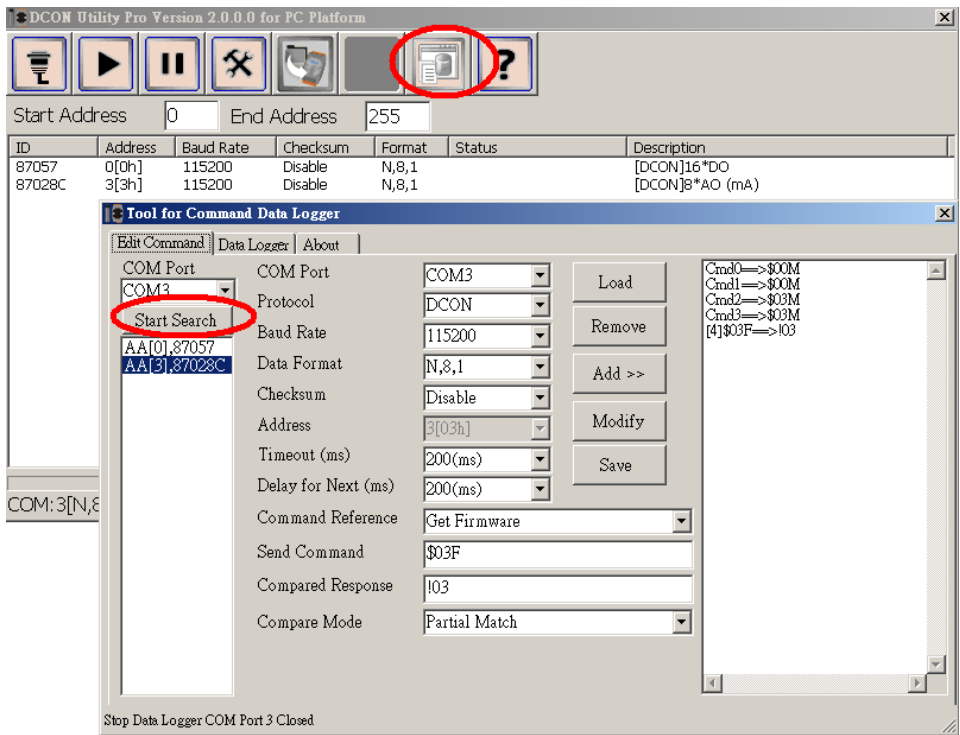 DCON Utility Pro Version 2.0.0.0 for PC Platform
?
Start Address 0 End Address 255
ID Address Baud Rate Checksum Format Status Description
87057 0[0h] 115200 Disable N,8,1 [DCON]16*DO
87028C 3[3h] 115200 Disable N,8,1 [DCON]8*AO (mA)
Tool for Command Data Logger
Edit Command Data Logger About
COM Port
COM3
Start Search
AA[0],87057
AA[3],87028C
COM Port COM3
Protocol DCON
Baud Rate 115200
Data Format N,8,1
Checksum Disable
Address 3[03h]
Timeout (ms) 200(ms)
Delay for Next (ms) 200(ms)
Command Reference Get Firmware
Send Command $03F
Compared Response !03
Compare Mode Partial Match
Load
Remove
Add >>
Modify
Save
Cmd0==>$00M
Cmd1==>$00M
Cmd2==>$03M
Cmd3==>$03M
[4]$03F==>!03
COM:3[N,8
Stop Data Logger COM Port 3 Closed